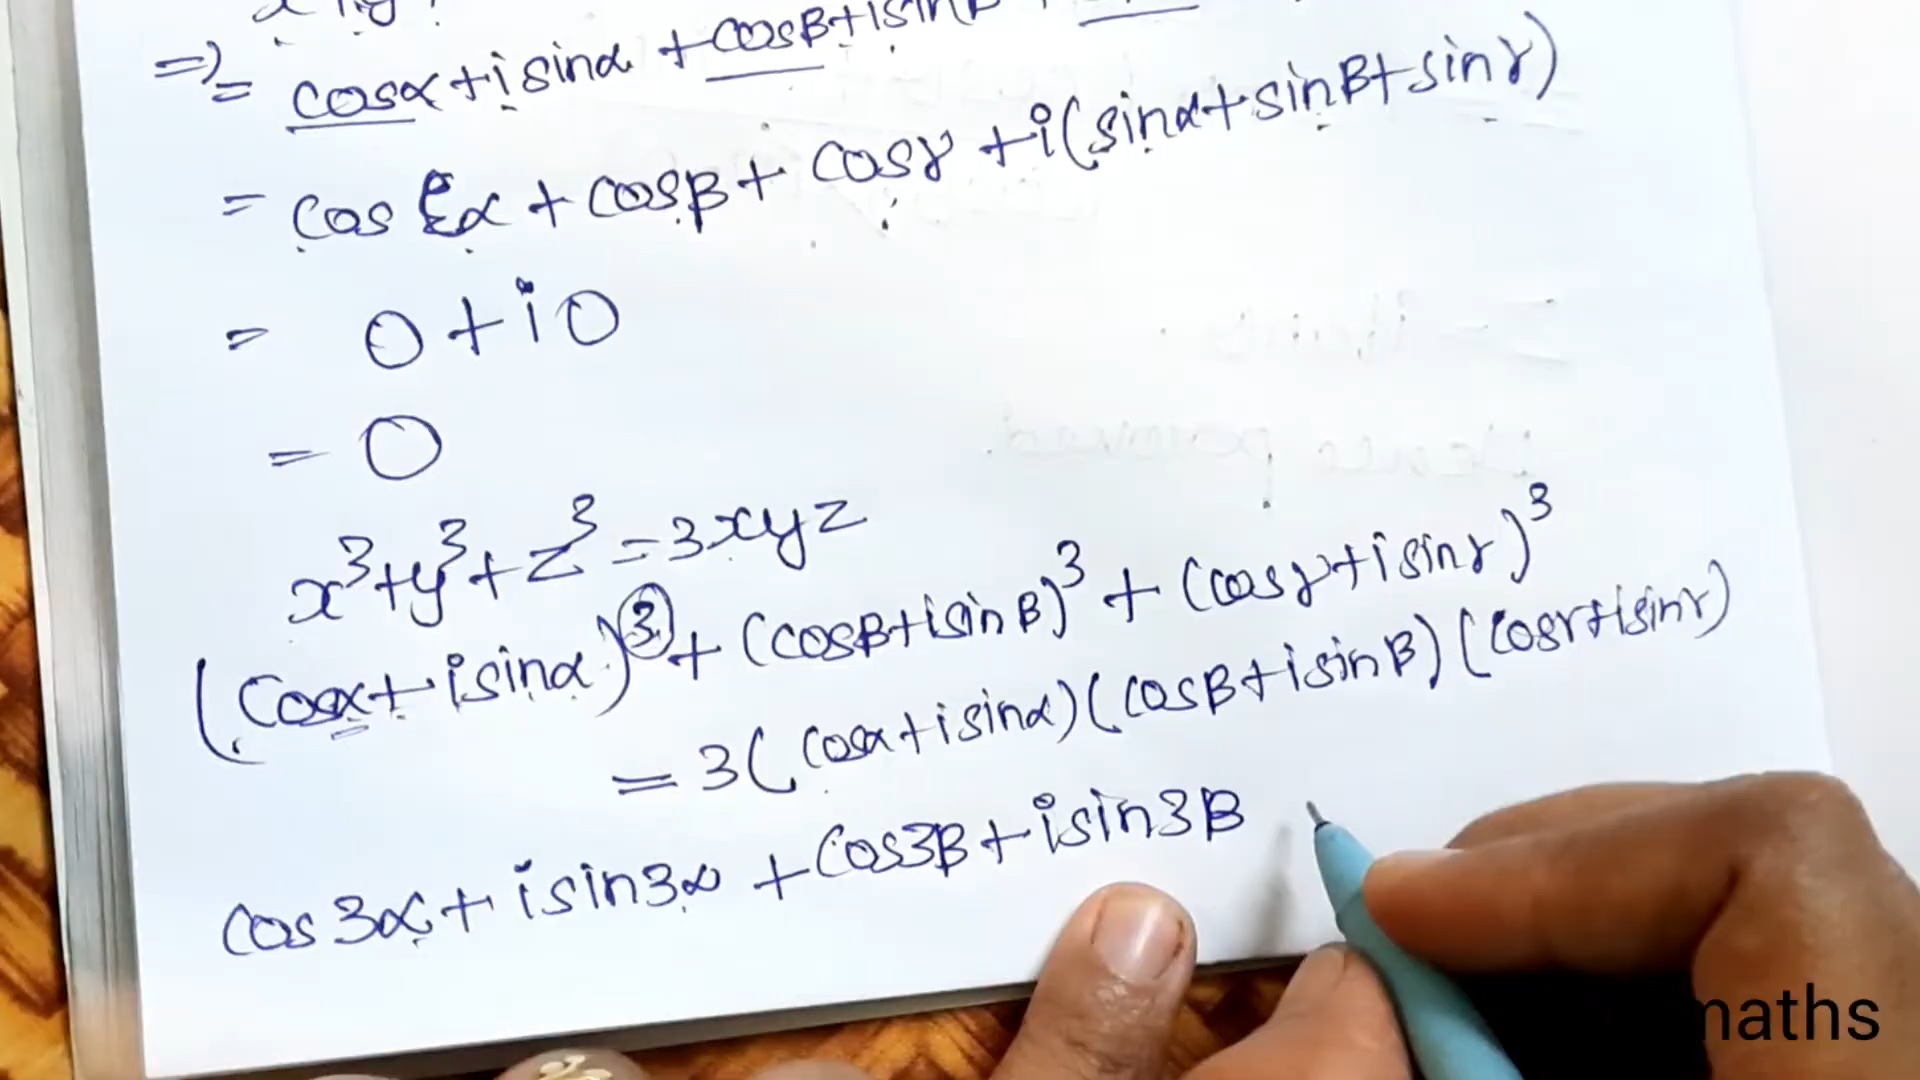 => = cosα + i sinα + cosβ + i sinβ
= cos α + cosβ + cosγ + i(sinα + sinβ + sinγ)
= 0 + i0
= 0
x³ + y³ + z³ = 3xyz
(cosα + i sinα)³ + (cosβ + i sinβ)³ + (cosγ + i sinγ)³
= 3(cosα + i sinα)(cosβ + i sinβ)(cosγ + i sinγ)
cos3α + i sin3α + cos3β + i sin3β
maths